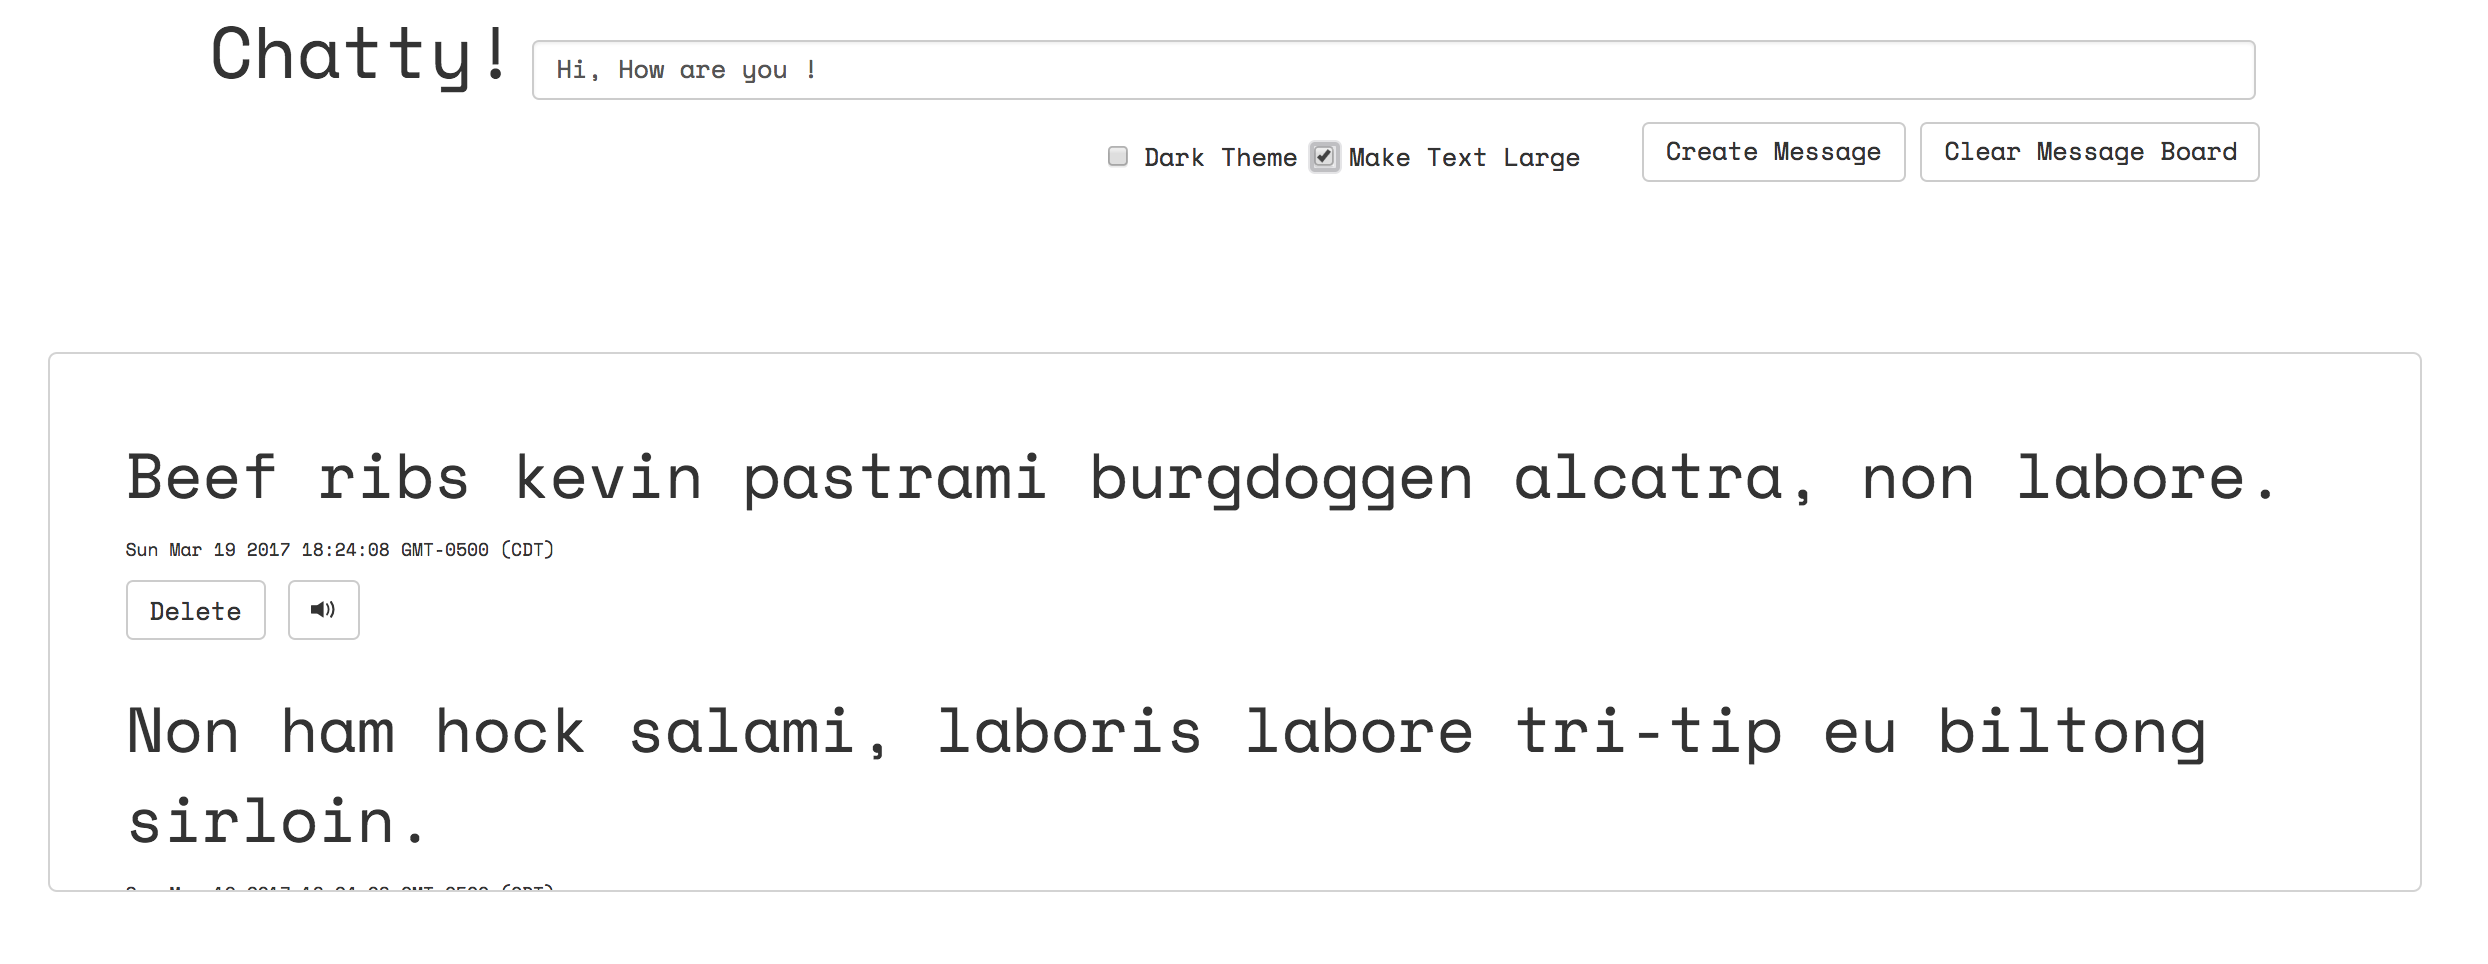 Chatty!
Hi, How are you !
Dark Theme Make Text Large Create Message Clear Message Board
Beef ribs kevin pastrami burgdoggen alcatra, non labore.
Sun Mar 19 2017 18:24:08 GMT-0500 (CDT)
Delete
Non ham hock salami, laboris labore tri-tip eu biltong
sirloin.